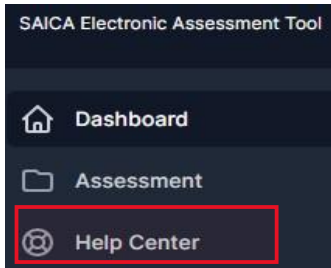 SAICA Electronic Assessment Tool
Dashboard
Assessment
Help Center